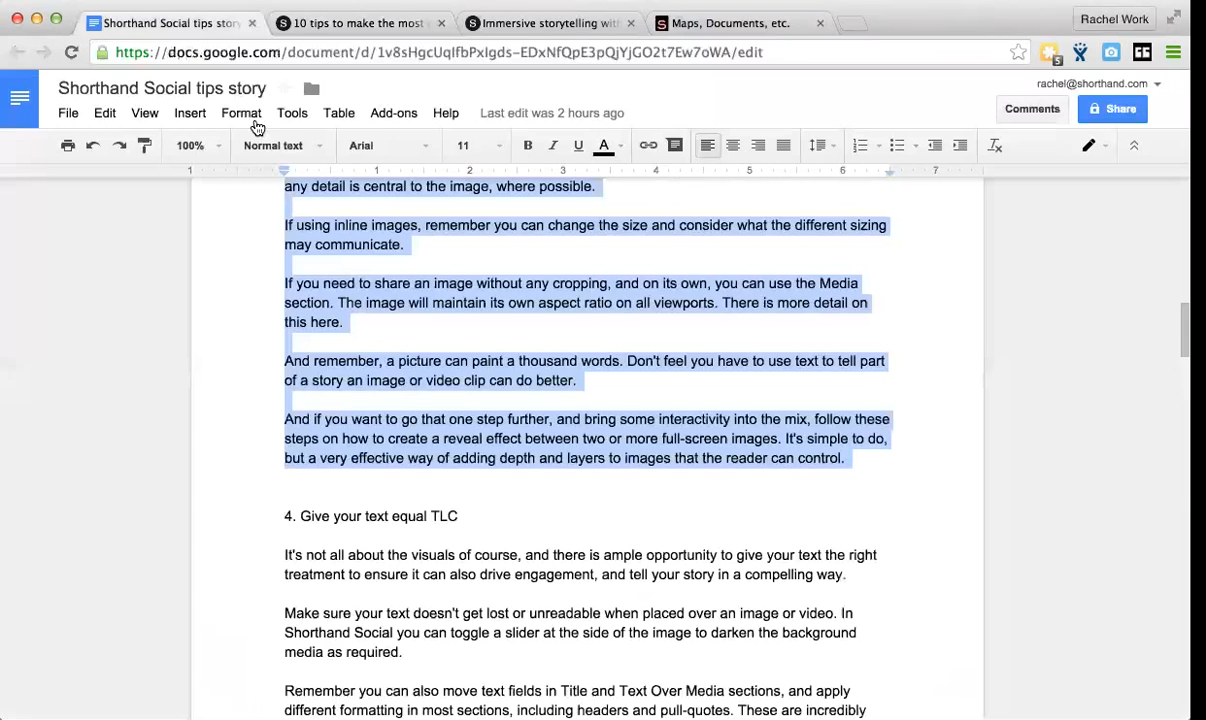 Shorthand Social tips story
10 tips to make the most
Immersive storytelling with
Maps, Documents, etc.
Rachel Work
https://docs.google.com/document/d/1v8sHgcUqIfbPxIgds-EDxNfQpE3pQjYjGO2t7Ew7oWA/edit
5
Shorthand Social tips story
rachel@shorthand.com
File Edit View Insert Format Tools Table Add-ons Help Last edit was 2 hours ago
Comments
Share
100% Normal text Arial 11 B I U A
1 1 2 3 4 5 6 7
any detail is central to the image, where possible.
If using inline images, remember you can change the size and consider what the different sizing
may communicate.
If you need to share an image without any cropping, and on its own, you can use the Media
section. The image will maintain its own aspect ratio on all viewports. There is more detail on
this here.
And remember, a picture can paint a thousand words. Don't feel you have to use text to tell part
of a story an image or video clip can do better.
And if you want to go that one step further, and bring some interactivity into the mix, follow these
steps on how to create a reveal effect between two or more full-screen images. It's simple to do,
but a very effective way of adding depth and layers to images that the reader can control.
4. Give your text equal TLC
It's not all about the visuals of course, and there is ample opportunity to give your text the right
treatment to ensure it can also drive engagement, and tell your story in a compelling way.
Make sure your text doesn't get lost or unreadable when placed over an image or video. In
Shorthand Social you can toggle a slider at the side of the image to darken the background
media as required.
Remember you can also move text fields in Title and Text Over Media sections, and apply
different formatting in most sections, including headers and pull-quotes. These are incredibly